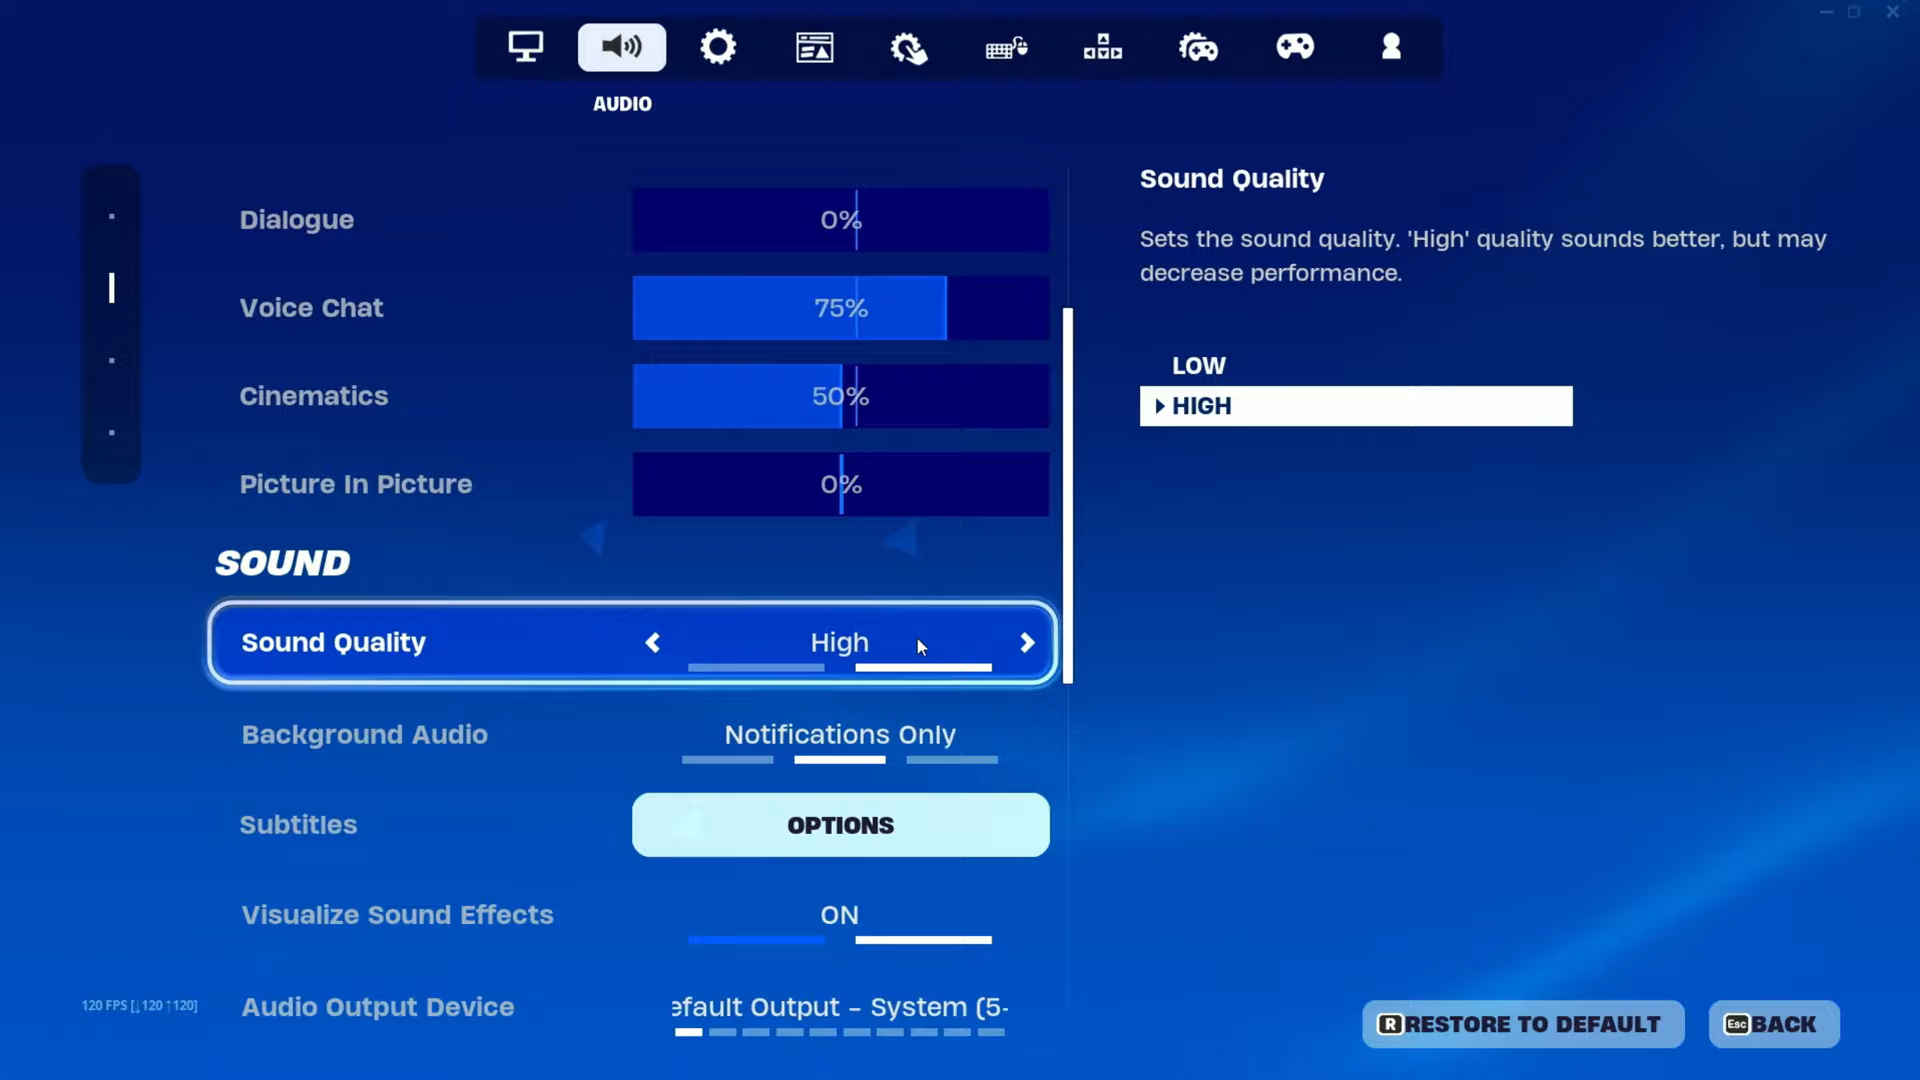 AUDIO
Dialogue 0%
Voice Chat 75%
Cinematics 50%
Picture In Picture 0%
SOUND
Sound Quality High
Background Audio Notifications Only
Subtitles OPTIONS
Visualize Sound Effects ON
Audio Output Device efault Output – System (5-
Sound Quality
Sets the sound quality. 'High' quality sounds better, but may
decrease performance.
LOW
HIGH
120 FPS [↓120 ↑120]
R RESTORE TO DEFAULT
Esc BACK